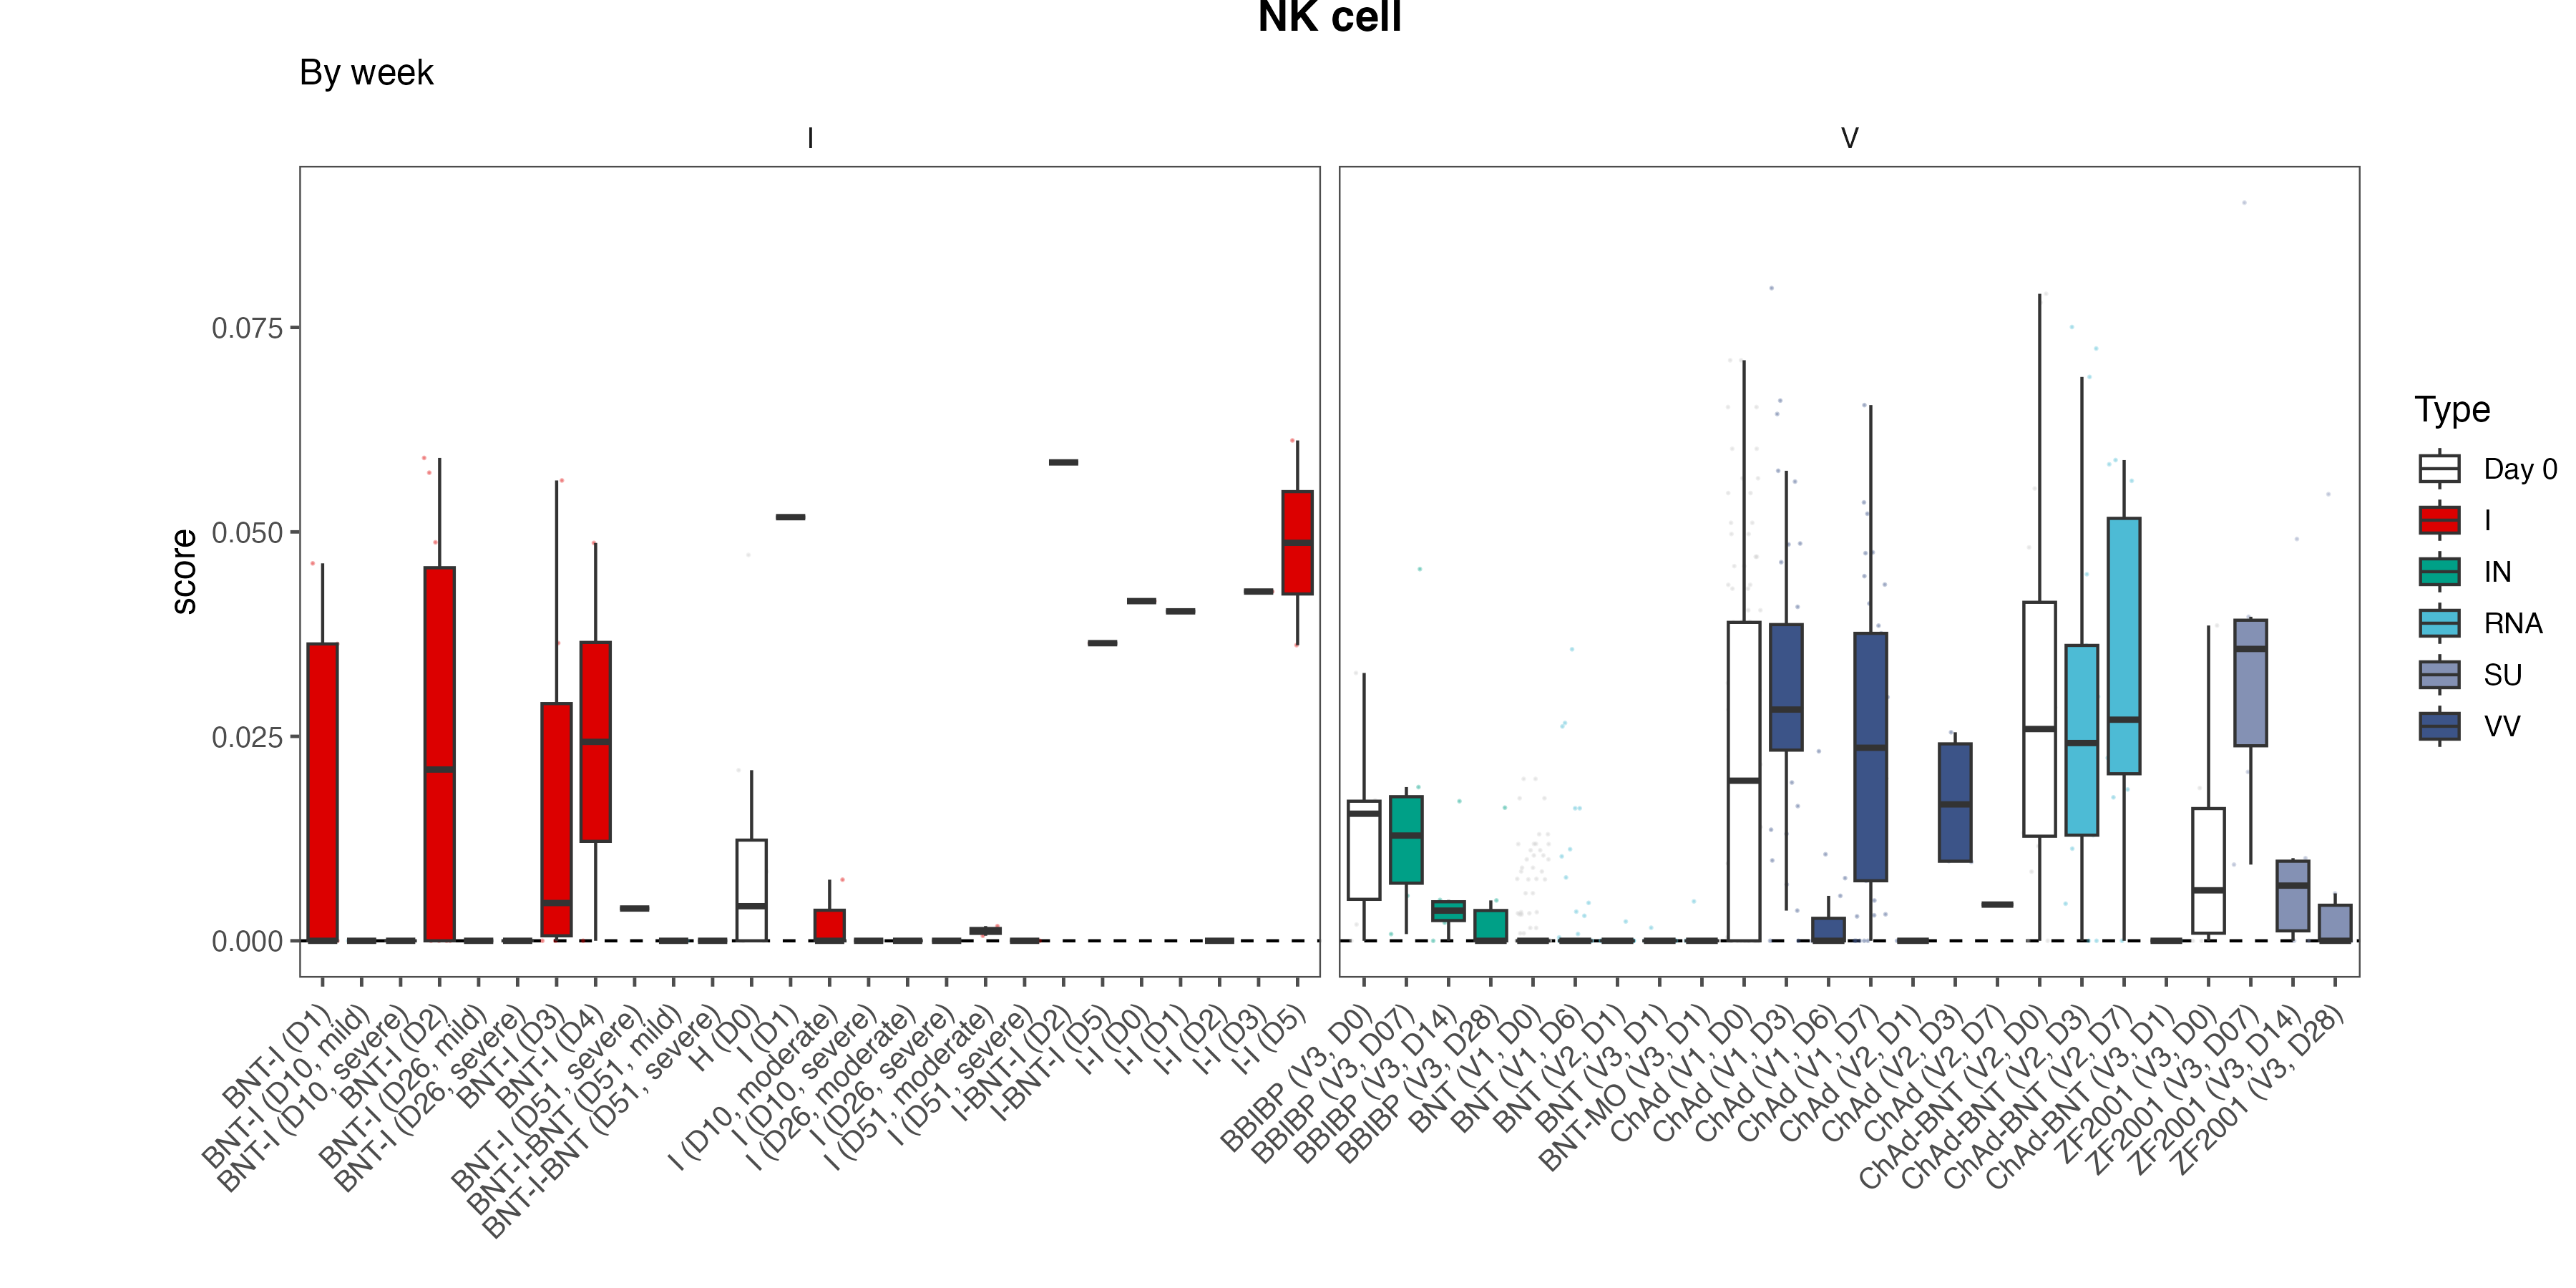 NK cell
By week
I
V
score
0.075
0.050
0.025
0.000
BNT-I (D1)
BNT-I (D10, mild)
BNT-I (D10, severe)
BNT-I (D2)
BNT-I (D26, mild)
BNT-I (D26, severe)
BNT-I (D3)
BNT-I (D4)
BNT-I (D51, severe)
BNT-I-BNT (D51, mild)
BNT-I-BNT (D51, severe)
H (D0)
I (D1)
I (D10, moderate)
I (D10, severe)
I (D26, moderate)
I (D26, severe)
I (D51, moderate)
I (D51, severe)
I-BNT-I (D2)
I-BNT-I (D5)
I-I (D0)
I-I (D1)
I-I (D2)
I-I (D3)
I-I (D5)
BBIBP (V3, D0)
BBIBP (V3, D07)
BBIBP (V3, D14)
BBIBP (V3, D28)
BNT (V1, D0)
BNT (V1, D6)
BNT (V2, D1)
BNT (V3, D1)
BNT-MO (V3, D1)
ChAd (V1, D0)
ChAd (V1, D3)
ChAd (V1, D6)
ChAd (V1, D7)
ChAd (V2, D1)
ChAd (V2, D3)
ChAd (V2, D7)
ChAd-BNT (V2, D0)
ChAd-BNT (V2, D3)
ChAd-BNT (V2, D7)
ChAd-BNT (V3, D1)
ZF2001 (V3, D0)
ZF2001 (V3, D07)
ZF2001 (V3, D14)
ZF2001 (V3, D28)
Type
Day 0
I
IN
RNA
SU
VV